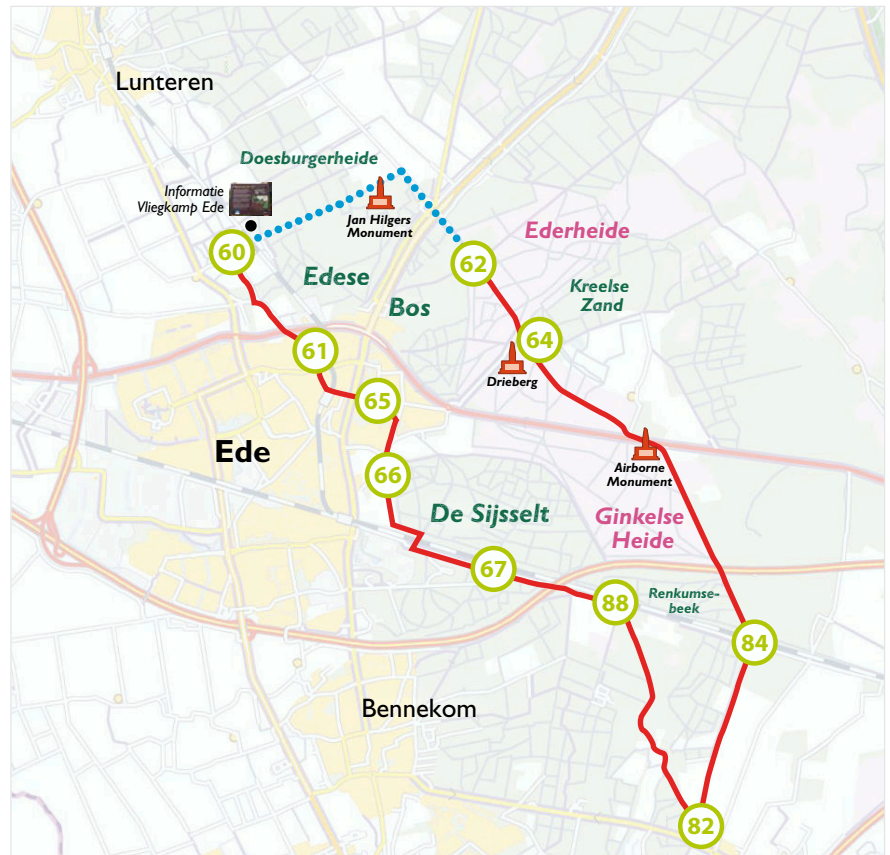 Lunteren
Doesburgerheide
Informatie
Vliegkamp Ede
Jan Hilgers
Monument
60
62
Ederheide
Edese
Bos
Kreelse
Zand
61
64
Drieberg
65
Ede
Airborne
Monument
66
De Sijsselt
Ginkelse
Heide
67
Renkumse-
beek
88
84
Bennekom
82